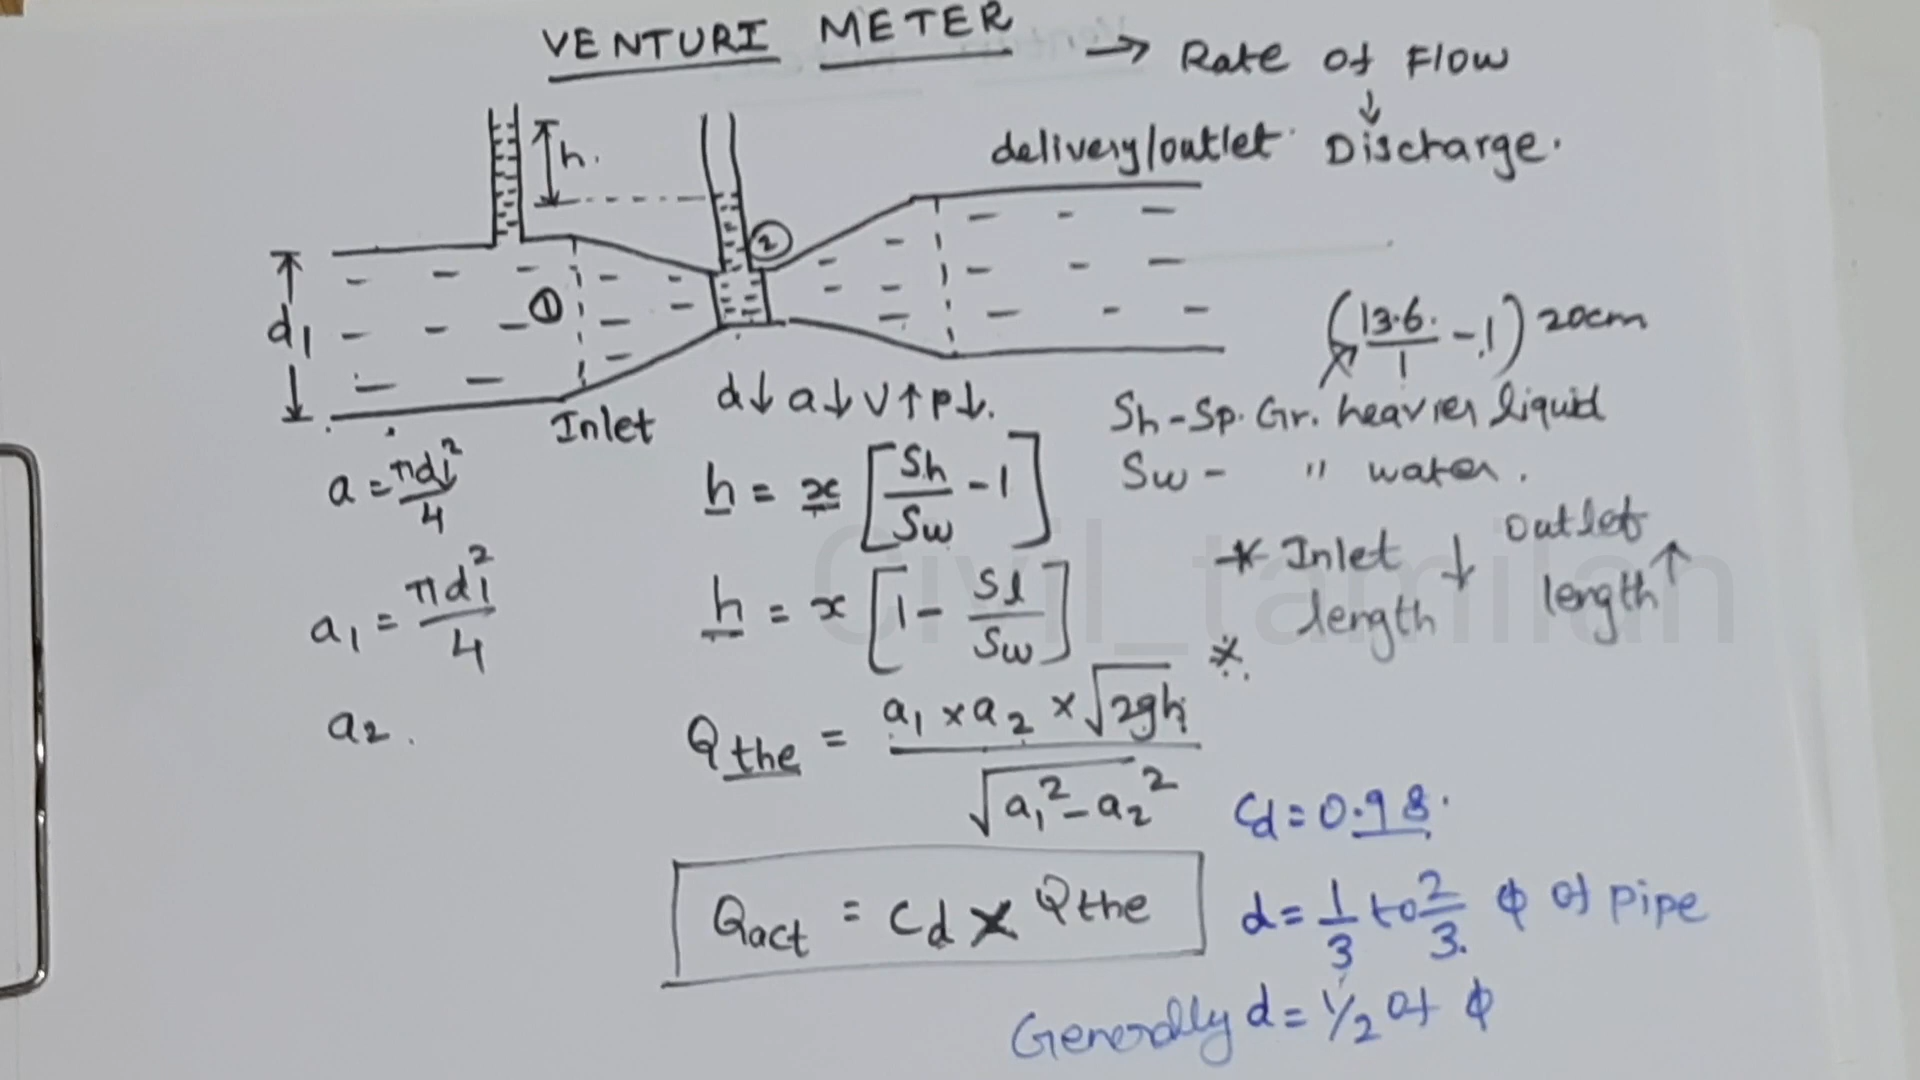 VENTURI METER → Rate of Flow
↓
delivery/outlet Discharge.
h.
②
①
d₁
(13.6/1 - 1) 20cm
Inlet
d↓ a↓ v↑ p↓.
Sh - Sp. Gr. heavier liquid
Sw - " water.
a = πd₁²/4
h = x [Sh/Sw - 1]
* Inlet length ↓ outlet length ↑
a₁ = πd₁²/4
h = x [1 - Sl/Sw]
*
a₂.
Q the = a₁ × a₂ × √2gh / √a₁² - a₂²
Cd = 0.98.
Qact = Cd × Qthe
d = 1/3 to 2/3. ϕ of pipe
Generally d = 1/2 of ϕ
Civil_tamilan